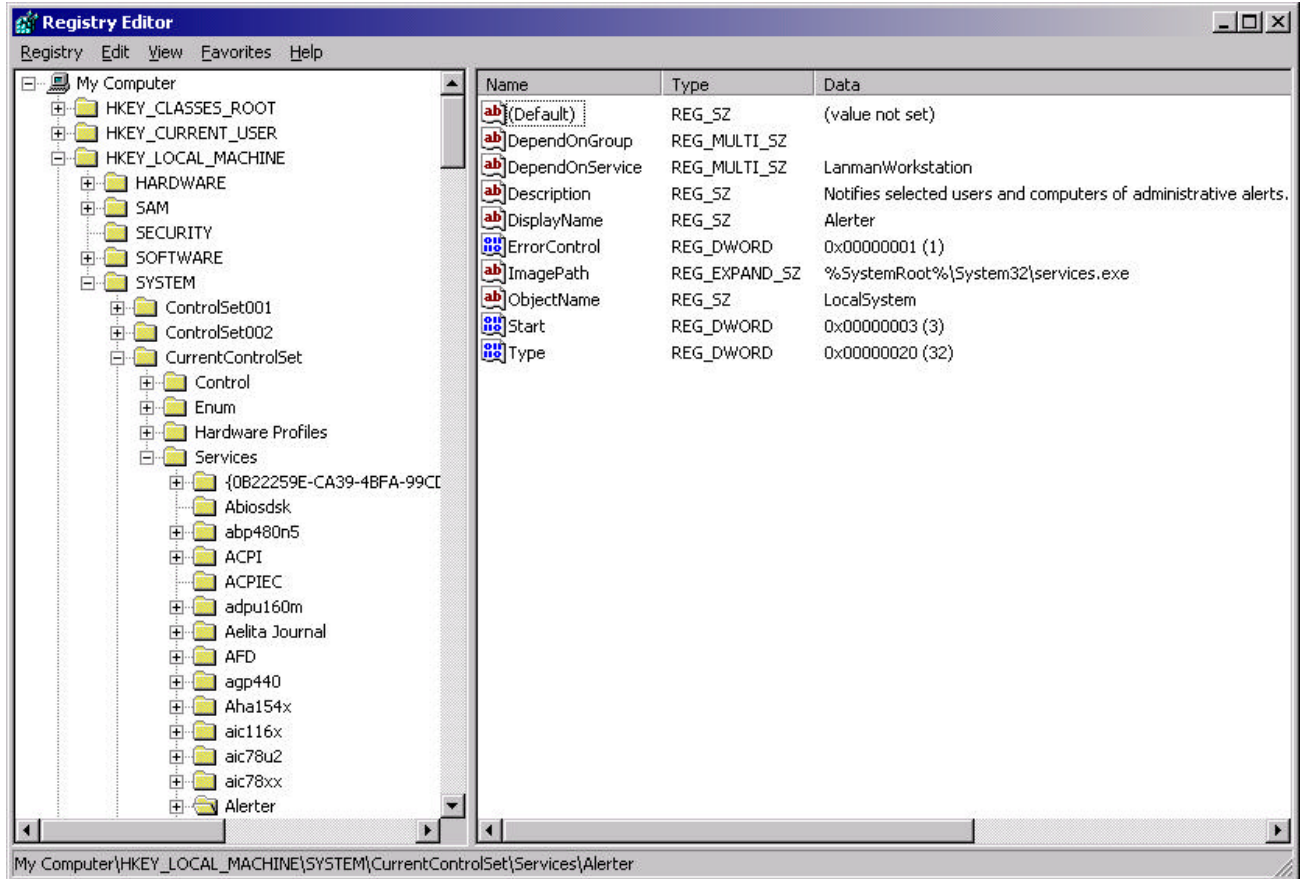 Registry Editor
Registry Edit View Favorites Help
My Computer
HKEY_CLASSES_ROOT
HKEY_CURRENT_USER
HKEY_LOCAL_MACHINE
HARDWARE
SAM
SECURITY
SOFTWARE
SYSTEM
ControlSet001
ControlSet002
CurrentControlSet
Control
Enum
Hardware Profiles
Services
{0B22259E-CA39-4BFA-99CD
Abiosdsk
abp480n5
ACPI
ACPIEC
adpu160m
Aelita Journal
AFD
agp440
Aha154x
aic116x
aic78u2
aic78xx
Alerter
Name Type Data
(Default) REG_SZ (value not set)
DependOnGroup REG_MULTI_SZ
DependOnService REG_MULTI_SZ LanmanWorkstation
Description REG_SZ Notifies selected users and computers of administrative alerts.
DisplayName REG_SZ Alerter
ErrorControl REG_DWORD 0x00000001 (1)
ImagePath REG_EXPAND_SZ %SystemRoot%\System32\services.exe
ObjectName REG_SZ LocalSystem
Start REG_DWORD 0x00000003 (3)
Type REG_DWORD 0x00000020 (32)
My Computer\HKEY_LOCAL_MACHINE\SYSTEM\CurrentControlSet\Services\Alerter